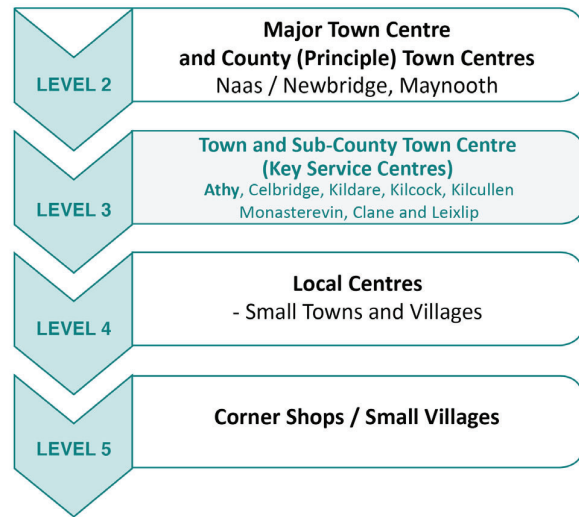 LEVEL 2
Major Town Centre
and County (Principle) Town Centres
Naas / Newbridge, Maynooth
LEVEL 3
Town and Sub-County Town Centre
(Key Service Centres)
Athy, Celbridge, Kildare, Kilcock, Kilcullen
Monasterevin, Clane and Leixlip
LEVEL 4
Local Centres
- Small Towns and Villages
LEVEL 5
Corner Shops / Small Villages